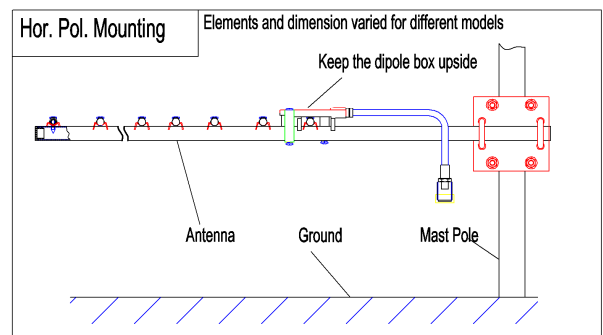 Hor. Pol. Mounting
Elements and dimension varied for different models
Keep the dipole box upside
Antenna
Ground
Mast Pole